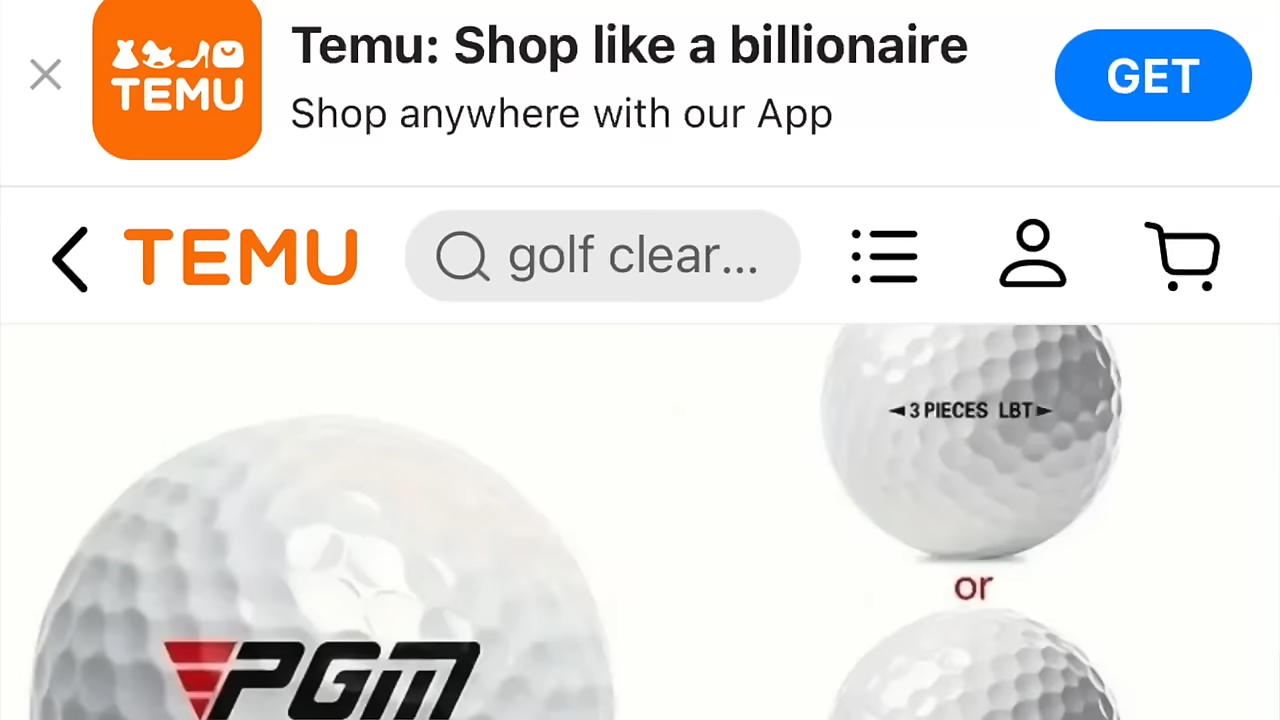 Temu: Shop like a billionaire
TEMU
Shop anywhere with our App
GET
TEMU
golf clear...
3 PIECES LBT
or
PGM